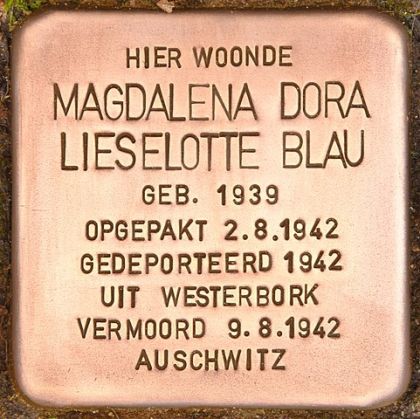 HIER WOONDE
MAGDALENA DORA
LIESELOTTE BLAU
GEB. 1939
OPGEPAKT 2.8.1942
GEDEPORTEERD 1942
UIT WESTERBORK
VERMOORD 9.8.1942
AUSCHWITZ